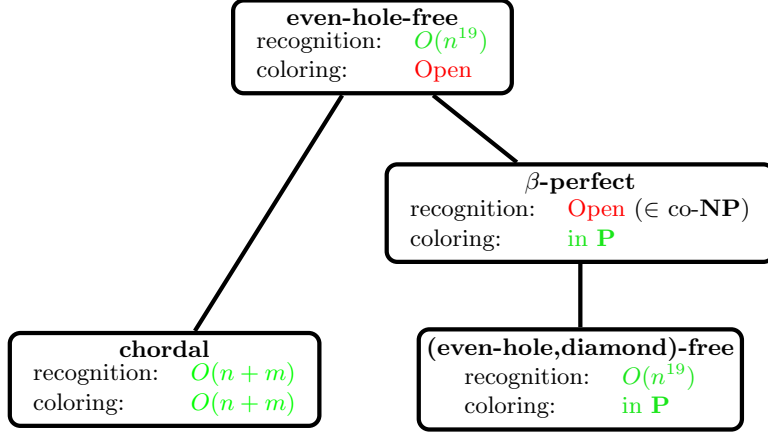 even-hole-free
recognition: O(n^19)
coloring: Open
β-perfect
recognition: Open (∈ co-NP)
coloring: in P
chordal
recognition: O(n + m)
coloring: O(n + m)
(even-hole,diamond)-free
recognition: O(n^19)
coloring: in P